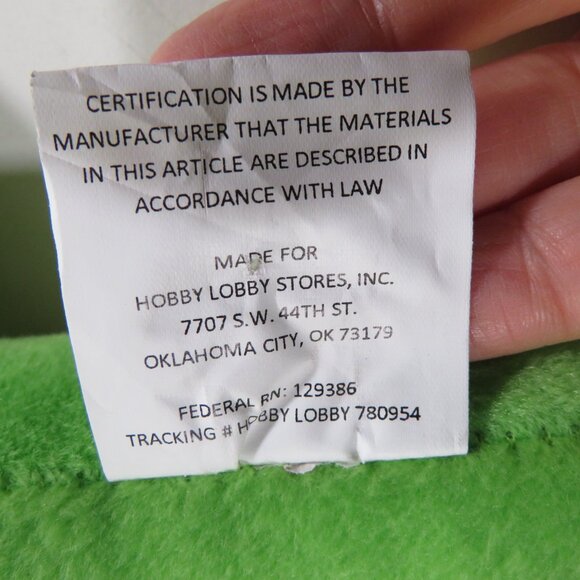 CERTIFICATION IS MADE BY THE
MANUFACTURER THAT THE MATERIALS
IN THIS ARTICLE ARE DESCRIBED IN
ACCORDANCE WITH LAW
MADE FOR
HOBBY LOBBY STORES, INC.
7707 S.W. 44TH ST.
OKLAHOMA CITY, OK 73179
FEDERAL RN: 129386
TRACKING # HOBBY LOBBY 780954